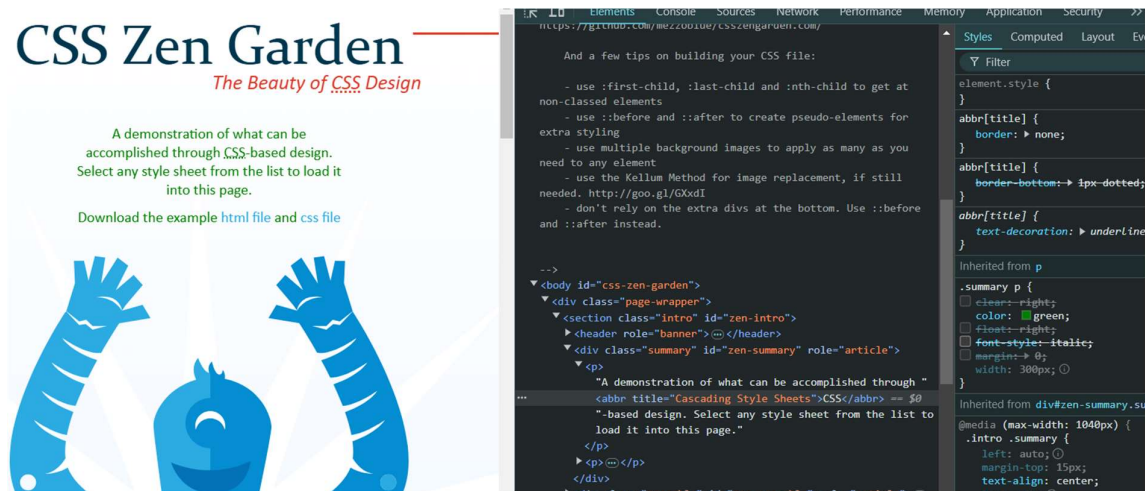 CSS Zen Garden
The Beauty of CSS Design
A demonstration of what can be
accomplished through CSS-based design.
Select any style sheet from the list to load it
into this page.
Download the example html file and css file
Elements Console Sources Network Performance Memory Application Security >>
https://github.com/mezzoblue/csszengarden.com/
And a few tips on building your CSS file:
- use :first-child, :last-child and :nth-child to get at
non-classed elements
- use ::before and ::after to create pseudo-elements for
extra styling
- use multiple background images to apply as many as you
need to any element
- use the Kellum Method for image replacement, if still
needed. http://goo.gl/GXxdI
- don't rely on the extra divs at the bottom. Use ::before
and ::after instead.
-->
<body id="css-zen-garden">
<div class="page-wrapper">
<section class="intro" id="zen-intro">
<header role="banner">…</header>
<div class="summary" id="zen-summary" role="article">
<p>
"A demonstration of what can be accomplished through "
… <abbr title="Cascading Style Sheets">CSS</abbr> == $0
"-based design. Select any style sheet from the list to
load it into this page."
</p>
<p>…</p>
</div>
Styles Computed Layout Eve
Filter
element.style {
}
abbr[title] {
border: none;
}
abbr[title] {
border-bottom: 1px dotted;
}
abbr[title] {
text-decoration: underline
}
Inherited from p
.summary p {
clear: right;
color: green;
float: right;
font-style: italic;
margin: 0;
width: 300px;
}
Inherited from div#zen-summary.su
@media (max-width: 1040px) {
.intro .summary {
left: auto;
margin-top: 15px;
text-align: center;